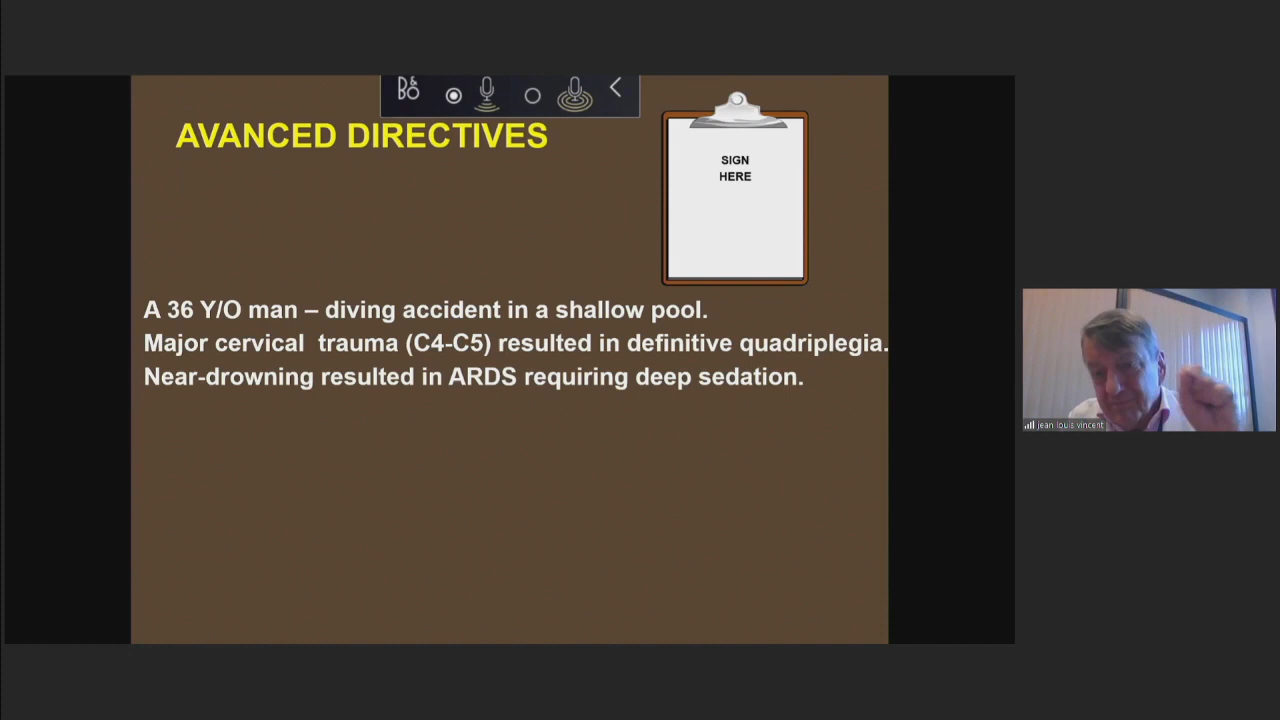 B&O
AVANCED DIRECTIVES
SIGN
HERE
A 36 Y/O man – diving accident in a shallow pool.
Major cervical trauma (C4-C5) resulted in definitive quadriplegia.
Near-drowning resulted in ARDS requiring deep sedation.
jean louis vincent